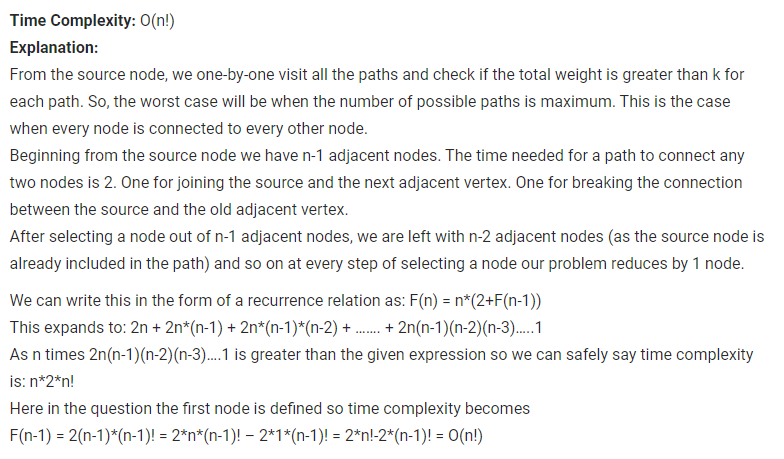 Time Complexity: O(n!)
Explanation:
From the source node, we one-by-one visit all the paths and check if the total weight is greater than k for
each path. So, the worst case will be when the number of possible paths is maximum. This is the case
when every node is connected to every other node.
Beginning from the source node we have n-1 adjacent nodes. The time needed for a path to connect any
two nodes is 2. One for joining the source and the next adjacent vertex. One for breaking the connection
between the source and the old adjacent vertex.
After selecting a node out of n-1 adjacent nodes, we are left with n-2 adjacent nodes (as the source node is
already included in the path) and so on at every step of selecting a node our problem reduces by 1 node.
We can write this in the form of a recurrence relation as: F(n) = n*(2+F(n-1))
This expands to: 2n + 2n*(n-1) + 2n*(n-1)*(n-2) + ....... + 2n(n-1)(n-2)(n-3).....1
As n times 2n(n-1)(n-2)(n-3)....1 is greater than the given expression so we can safely say time complexity
is: n*2*n!
Here in the question the first node is defined so time complexity becomes
F(n-1) = 2(n-1)*(n-1)! = 2*n*(n-1)! – 2*1*(n-1)! = 2*n!-2*(n-1)! = O(n!)